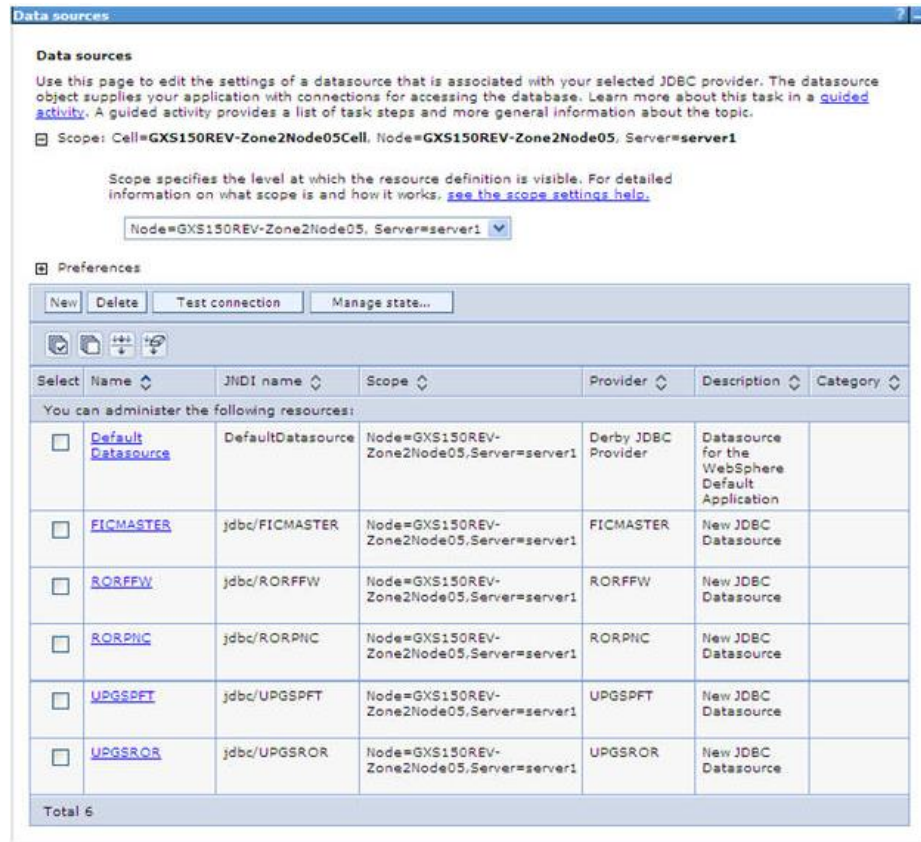 Data sources
?
Data sources
Use this page to edit the settings of a datasource that is associated with your selected JDBC provider. The datasource
object supplies your application with connections for accessing the database. Learn more about this task in a guided
activity. A guided activity provides a list of task steps and more general information about the topic.
Scope: Cell=GXS150REV-Zone2Node05Cell, Node=GXS150REV-Zone2Node05, Server=server1
Scope specifies the level at which the resource definition is visible. For detailed
information on what scope is and how it works, see the scope settings help.
Node=GXS150REV-Zone2Node05, Server=server1
Preferences
New Delete Test connection Manage state...
Select Name JNDI name Scope Provider Description Category
You can administer the following resources:
Default DefaultDatasource Node=GXS150REV- Derby JDBC Datasource
Datasource Zone2Node05,Server=server1 Provider for the
WebSphere
Default
Application
FICMASTER jdbc/FICMASTER Node=GXS150REV- FICMASTER New JDBC
Zone2Node05,Server=server1 Datasource
RORFFW jdbc/RORFFW Node=GXS150REV- RORFFW New JDBC
Zone2Node05,Server=server1 Datasource
RORPNC jdbc/RORPNC Node=GXS150REV- RORPNC New JDBC
Zone2Node05,Server=server1 Datasource
UPGSPFT jdbc/UPGSPFT Node=GXS150REV- UPGSPFT New JDBC
Zone2Node05,Server=server1 Datasource
UPGSROR jdbc/UPGSROR Node=GXS150REV- UPGSROR New JDBC
Zone2Node05,Server=server1 Datasource
Total 6